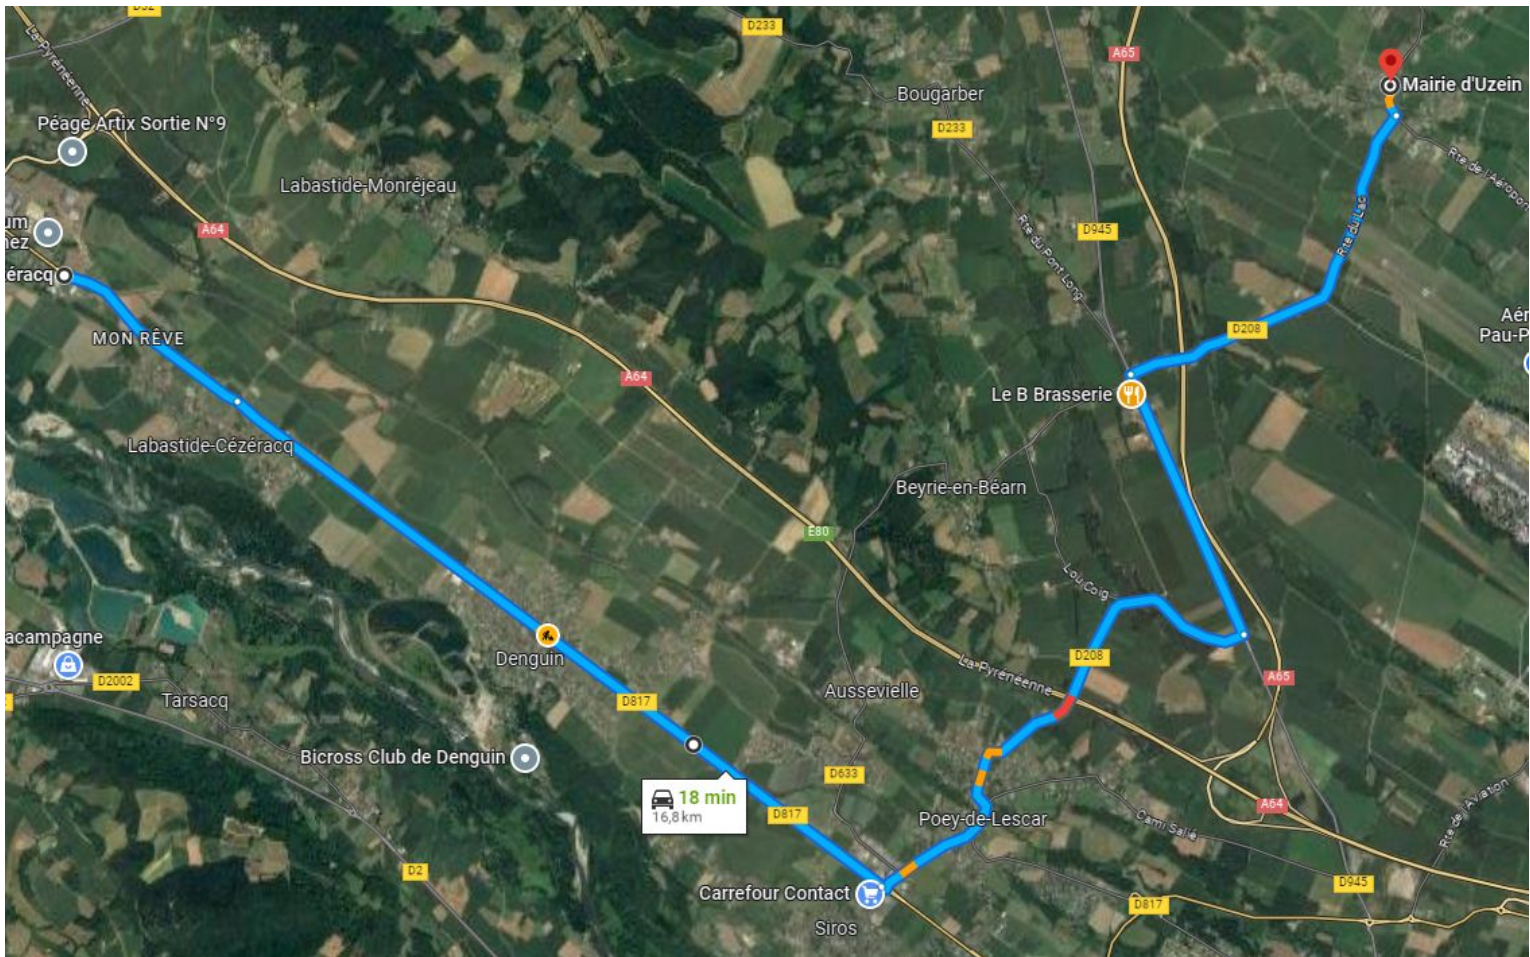 D32
D233
A65
La Pyrénéenne
Bougarber
Mairie d'Uzein
Péage Artix Sortie N°9
D233
Rte de l'Aéroport
Labastide-Monréjeau
um
nez
A64
Rte du Pont Long
D945
Rte du Lac
éracq
MON RÊVE
D208
Aér
Pau-P
A64
Le B Brasserie
Labastide-Cézéracq
Beyrie-en-Béarn
E80
Lou Coig
acampagne
Denguin
D208
La Pyrénéenne
D2002
A65
Tarsacq
D817
Aussevielle
Bicross Club de Denguin
D633
18 min
16,8 km
D817
Poey-de-Lescar
Cami Salié
A64
Rte de l'Aviation
D2
Carrefour Contact
D945
D817
Siros